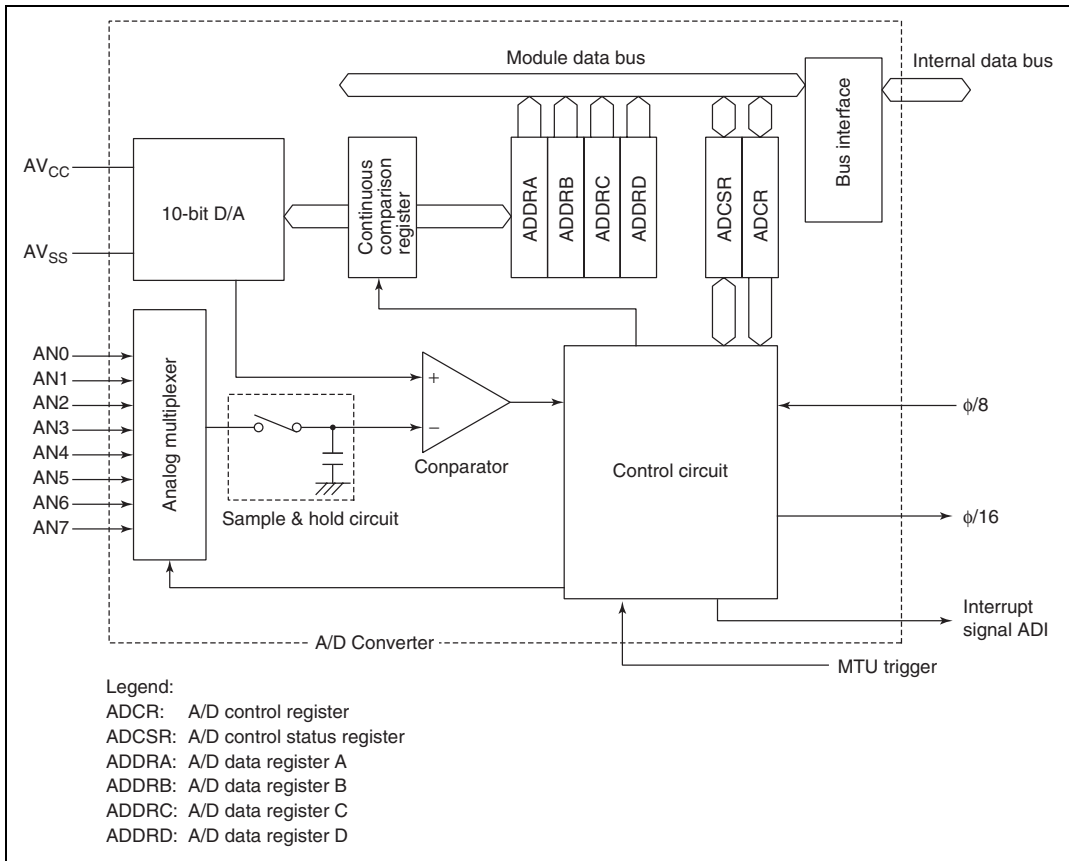 Module data bus
Internal data bus
Bus interface
AVCC
AVSS
10-bit D/A
Continuous
comparison
register
ADDRA
ADDRB
ADDRC
ADDRD
ADCSR
ADCR
AN0
AN1
AN2
AN3
AN4
AN5
AN6
AN7
Analog multiplexer
+
−
Conparator
Sample & hold circuit
Control circuit
ϕ/8
ϕ/16
Interrupt
signal ADI
MTU trigger
A/D Converter
Legend:
ADCR: A/D control register
ADCSR: A/D control status register
ADDRA: A/D data register A
ADDRB: A/D data register B
ADDRC: A/D data register C
ADDRD: A/D data register D